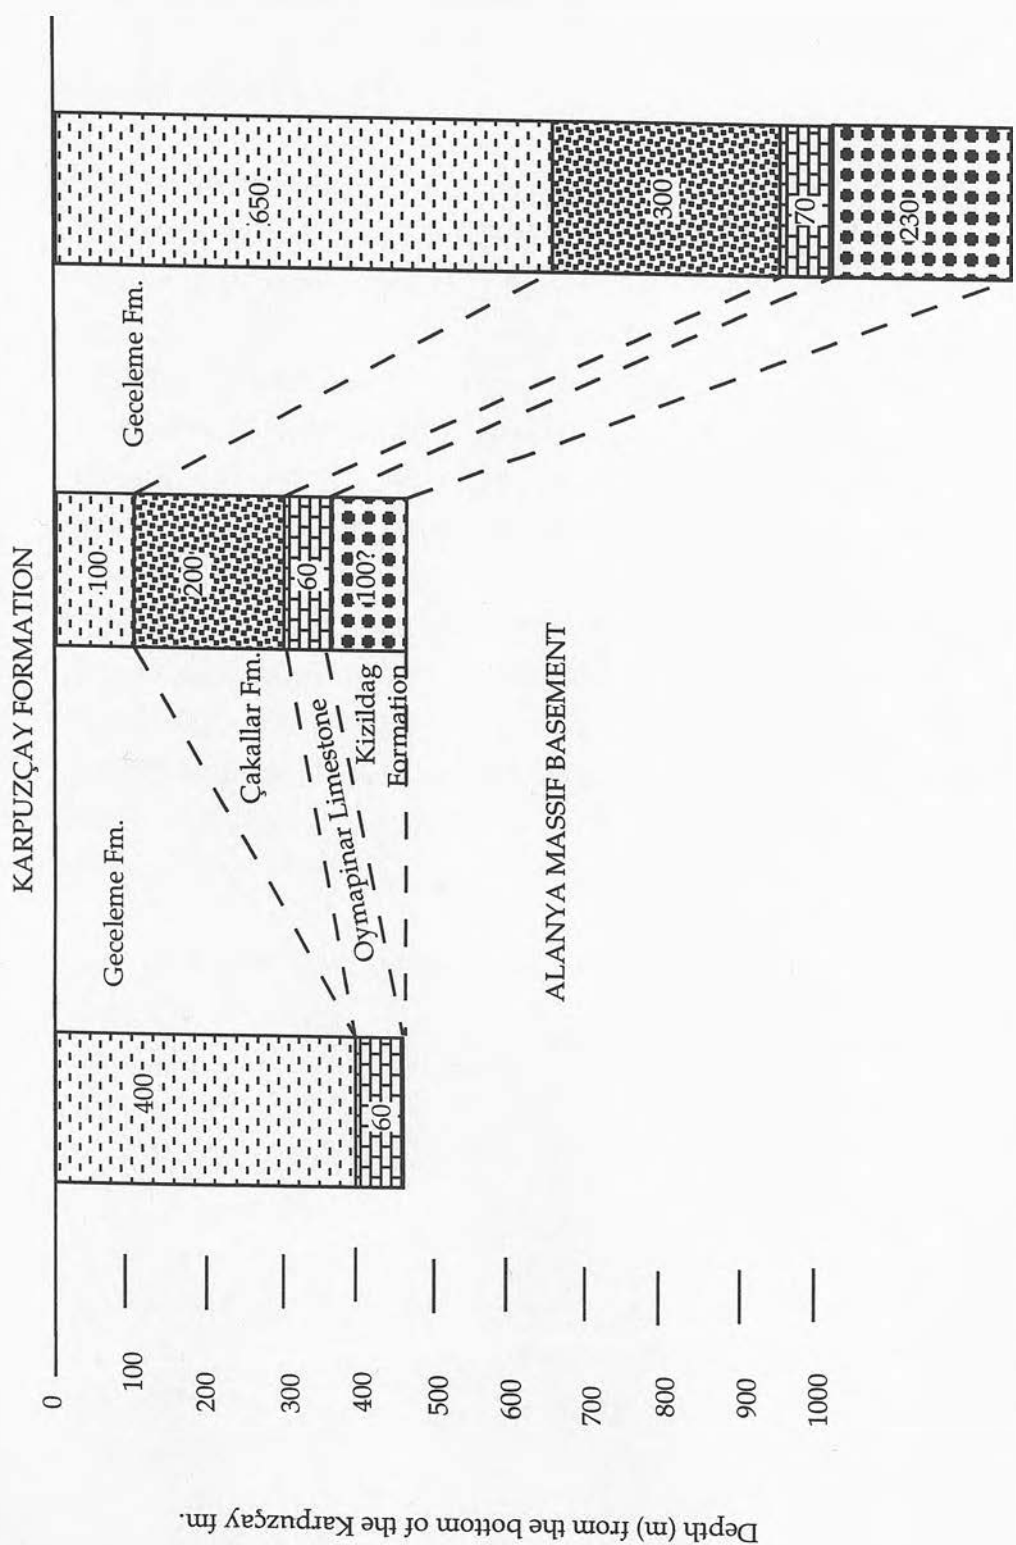 KARPUZÇAY FORMATION
0
100
200
300
400
500
600
700
800
900
1000
Depth (m) from the bottom of the Karpuzçay fm.
400
60
Geceleme Fm.
Çakallar Fm.
Oymapinar Limestone
Kizildag
Formation
100
200
60
100?
Geceleme Fm.
650
300
70
230
ALANYA MASSIF BASEMENT